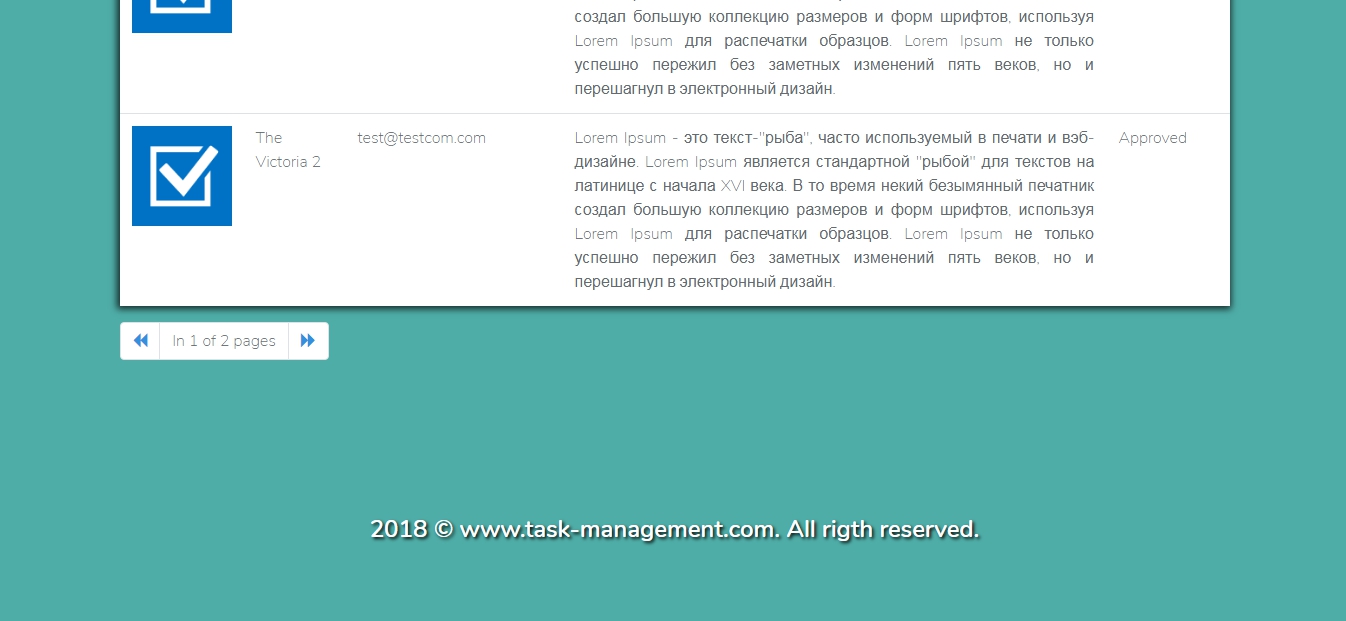 создал большую коллекцию размеров и форм шрифтов, используя
Lorem Ipsum для распечатки образцов. Lorem Ipsum не только
успешно пережил без заметных изменений пять веков, но и
перешагнул в электронный дизайн.
The
Victoria 2
test@testcom.com
Lorem Ipsum - это текст-"рыба", часто используемый в печати и вэб-
дизайне. Lorem Ipsum является стандартной "рыбой" для текстов на
латинице с начала XVI века. В то время некий безымянный печатник
создал большую коллекцию размеров и форм шрифтов, используя
Lorem Ipsum для распечатки образцов. Lorem Ipsum не только
успешно пережил без заметных изменений пять веков, но и
перешагнул в электронный дизайн.
Approved
In 1 of 2 pages
2018 © www.task-management.com. All rigth reserved.